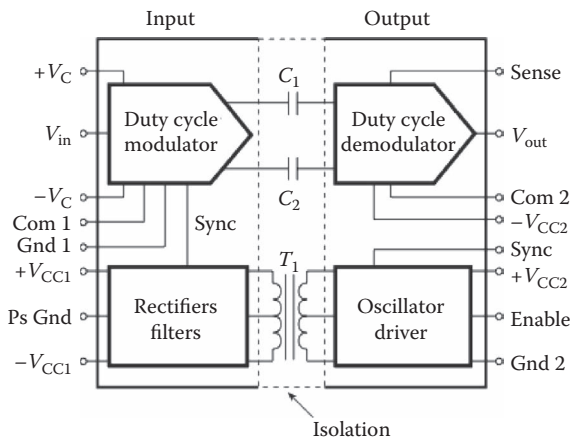 Input
Output
+V_C
V_in
−V_C
Com 1
Gnd 1
+V_CC1
Ps Gnd
−V_CC1
Duty cycle
modulator
Sync
Rectifiers
filters
C_1
C_2
T_1
Isolation
Duty cycle
demodulator
Oscillator
driver
Sense
V_out
Com 2
−V_CC2
Sync
+V_CC2
Enable
Gnd 2